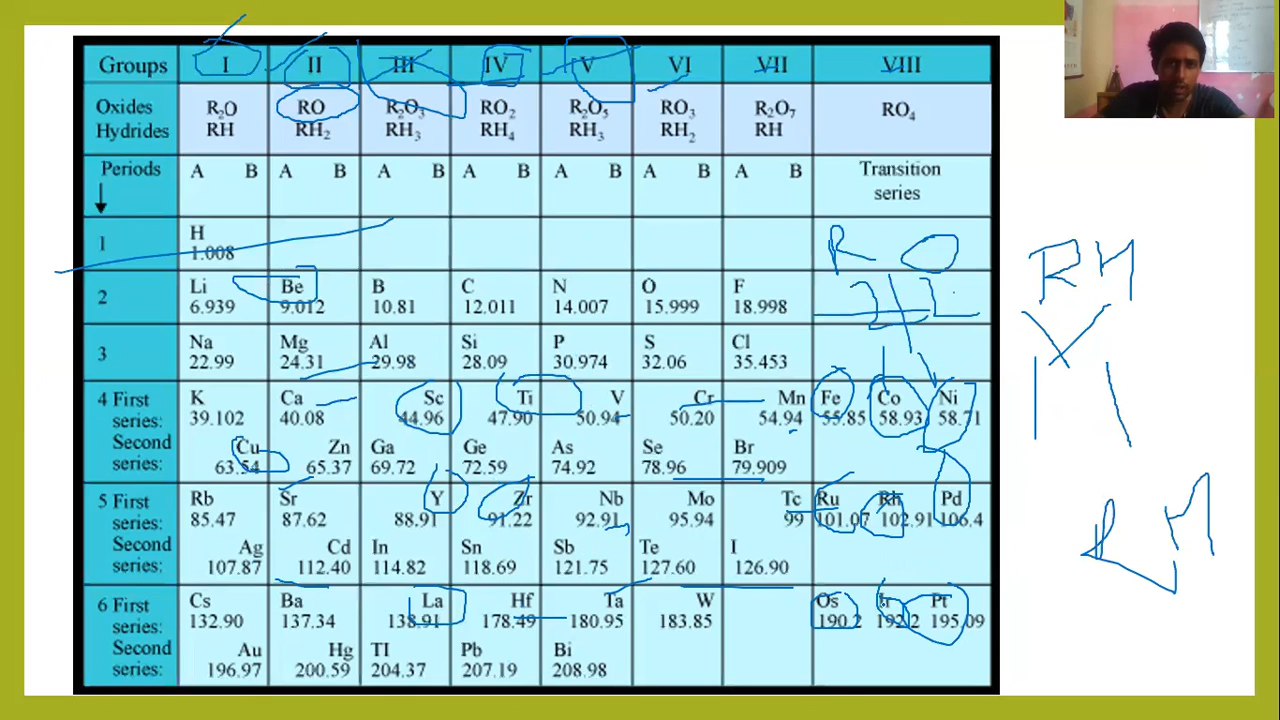 Groups I II III IV V VI VII VIII
Oxides R₂O RO R₂O₃ RO₂ R₂O₅ RO₃ R₂O₇ RO₄
Hydrides RH RH₂ RH₃ RH₄ RH₃ RH₂ RH
Periods A B A B A B A B A B A B A B Transition
series
1 H
1.008
R O
2 Li Be B C N O F
6.939 9.012 10.81 12.011 14.007 15.999 18.998
3 Na Mg Al Si P S Cl
22.99 24.31 29.98 28.09 30.974 32.06 35.453
4 First K Ca Sc Ti V Cr Mn Fe Co Ni
series: 39.102 40.08 44.96 47.90 50.94 50.20 54.94 55.85 58.93 58.71
Second Cu Zn Ga Ge As Se Br
series: 63.54 65.37 69.72 72.59 74.92 78.96 79.909
5 First Rb Sr Y Zr Nb Mo Tc Ru Rh Pd
series: 85.47 87.62 88.91 91.22 92.91 95.94 99 101.07 102.91 106.4
Second Ag Cd In Sn Sb Te I
series: 107.87 112.40 114.82 118.69 121.75 127.60 126.90
6 First Cs Ba La Hf Ta W Os Ir Pt
series: 132.90 137.34 138.91 178.49 180.95 183.85 190.2 192.2 195.09
Second Au Hg TI Pb Bi
series: 196.97 200.59 204.37 207.19 208.98
RH
1 1
R H